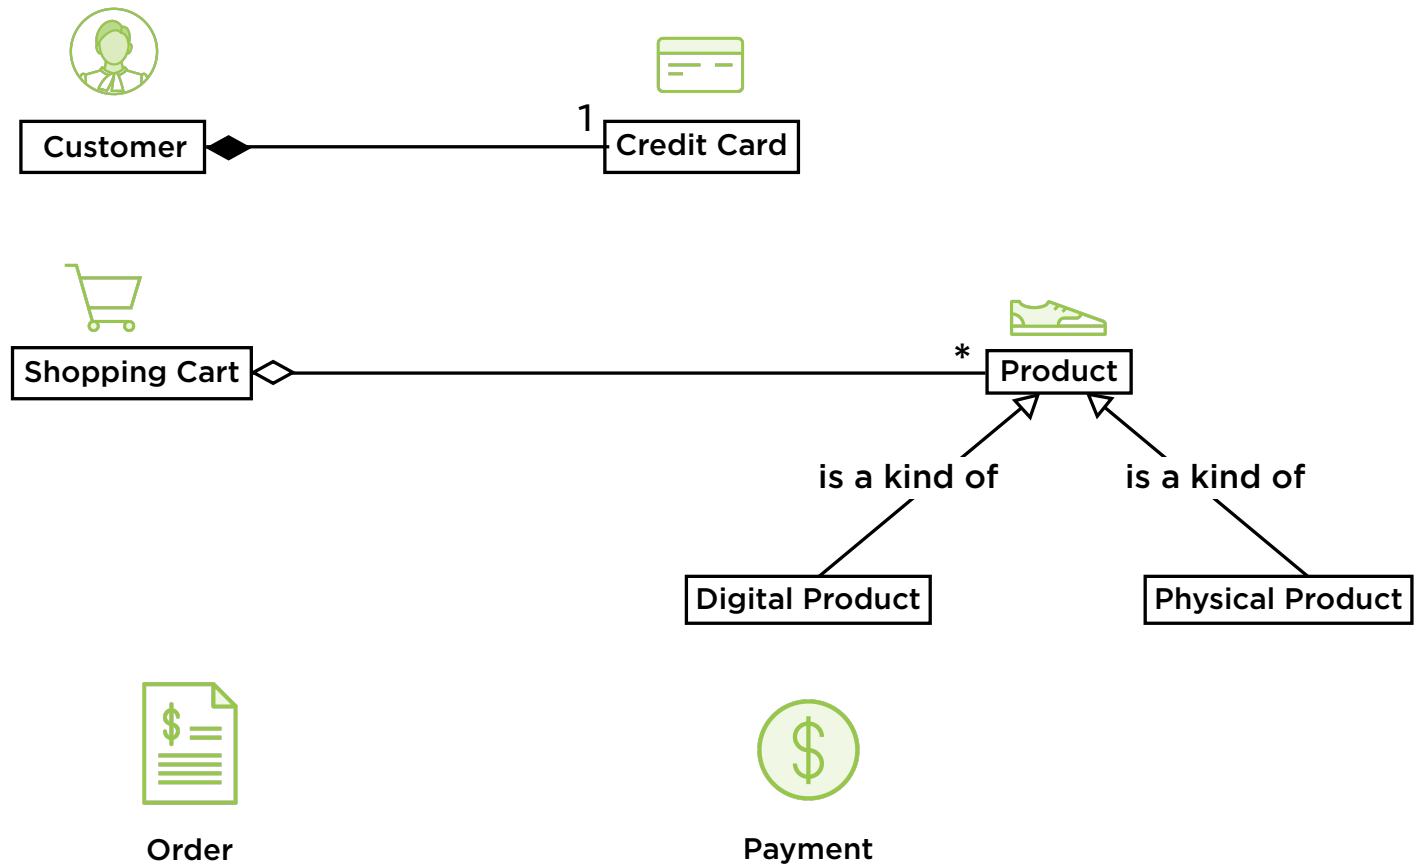 1
Customer
Credit Card
*
Shopping Cart
Product
is a kind of
is a kind of
Digital Product
Physical Product
$
$
Order
Payment